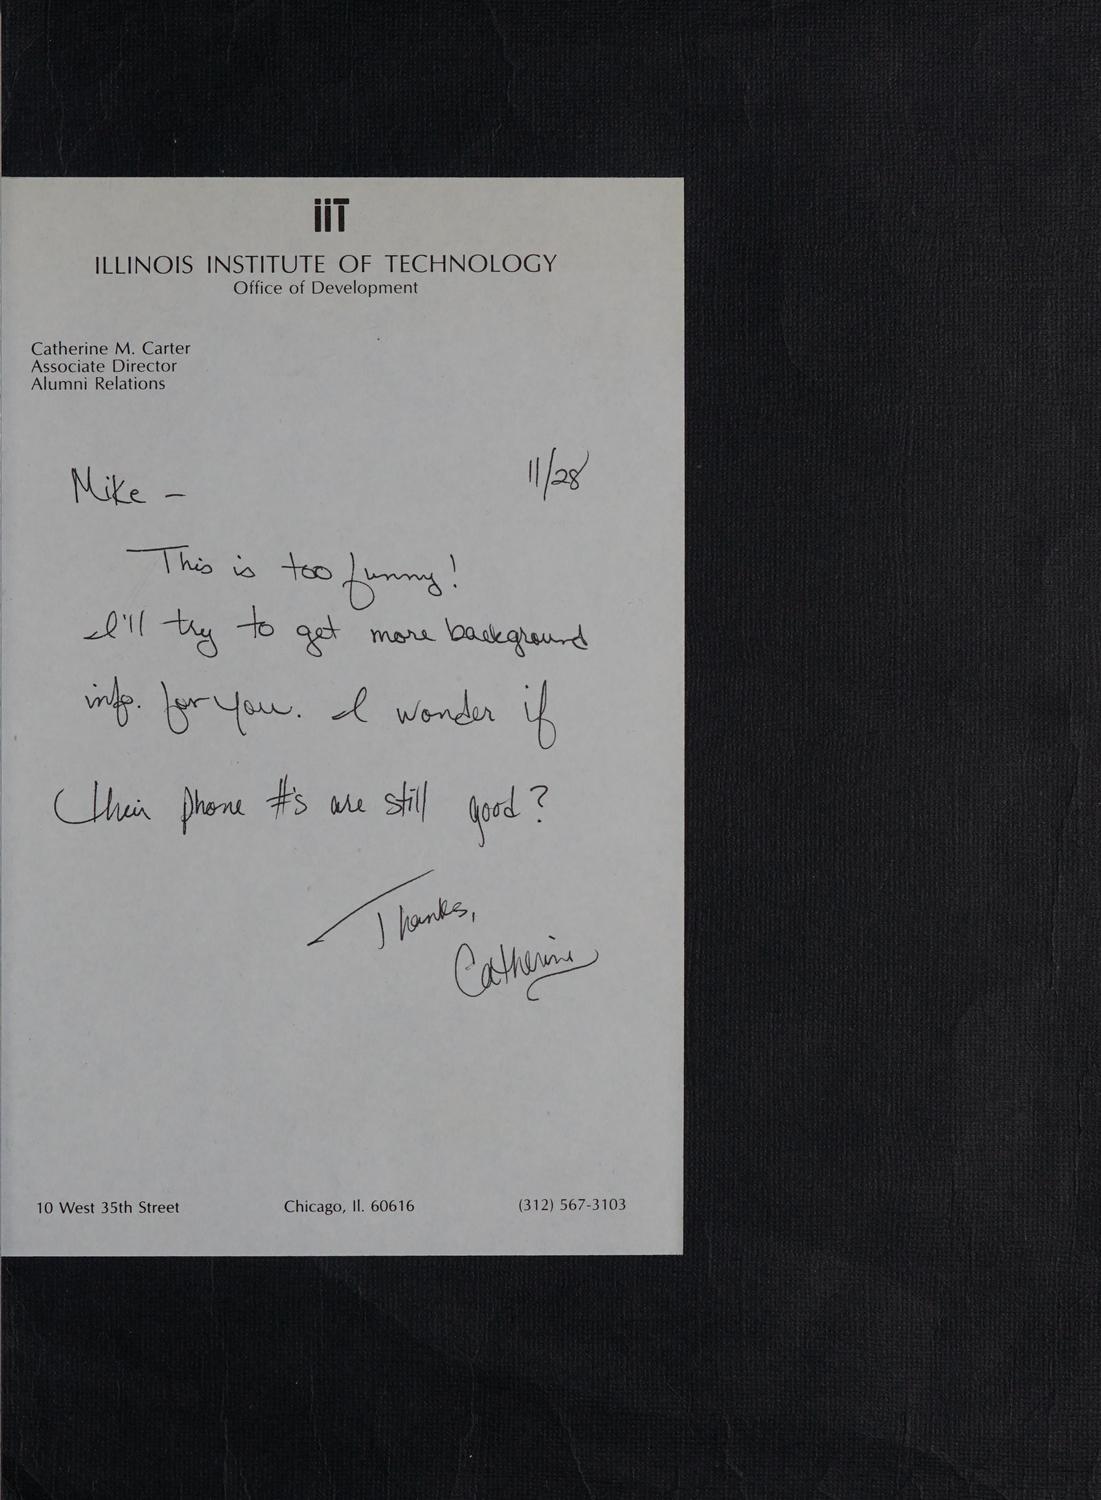 iiT
ILLINOIS INSTITUTE OF TECHNOLOGY
Office of Development
Catherine M. Carter
Associate Director
Alumni Relations
Mike – 11/28
This is too funny!
I'll try to get more background
info. for you. I wonder if
their phone #'s are still good?
Thanks,
Catherine
10 West 35th Street Chicago, Il. 60616 (312) 567-3103